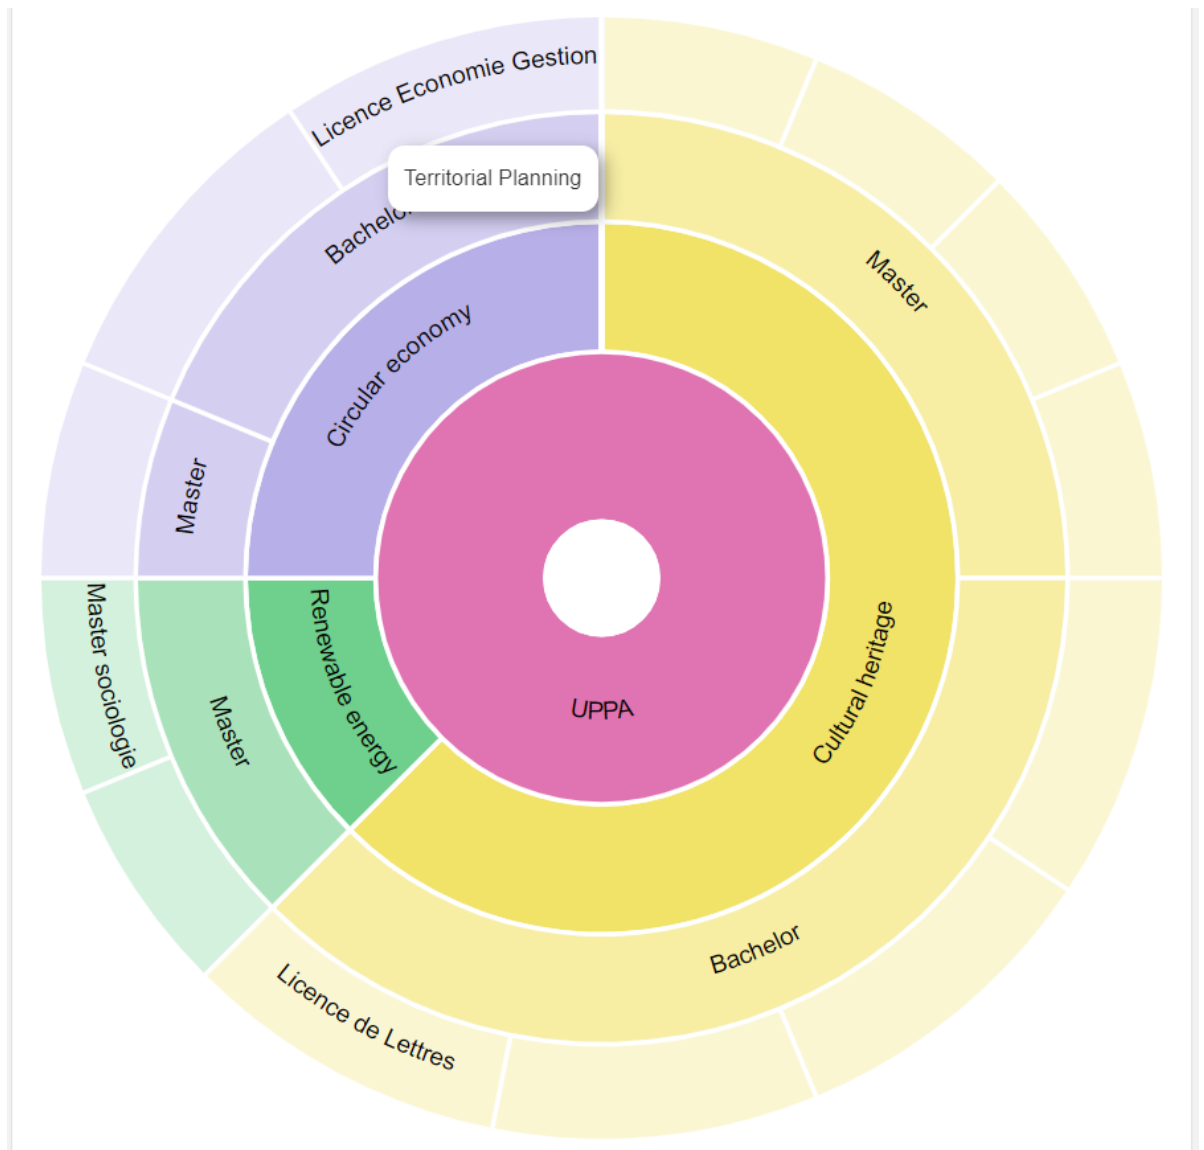 Licence Economie Gestion
Territorial Planning
Circular economy
Master
Master
Master sociologie
Master
Renewable energy
UPPA
Cultural heritage
Bachelor
Licence de Lettres